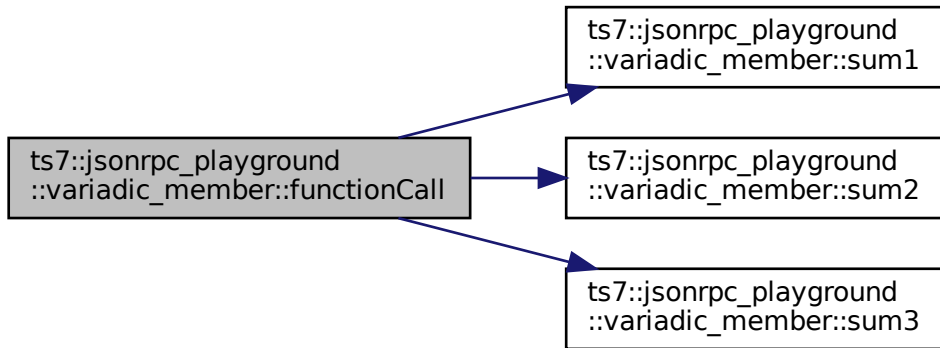 ts7::jsonrpc_playground
::variadic_member::sum1
ts7::jsonrpc_playground
::variadic_member::functionCall
ts7::jsonrpc_playground
::variadic_member::sum2
ts7::jsonrpc_playground
::variadic_member::sum3